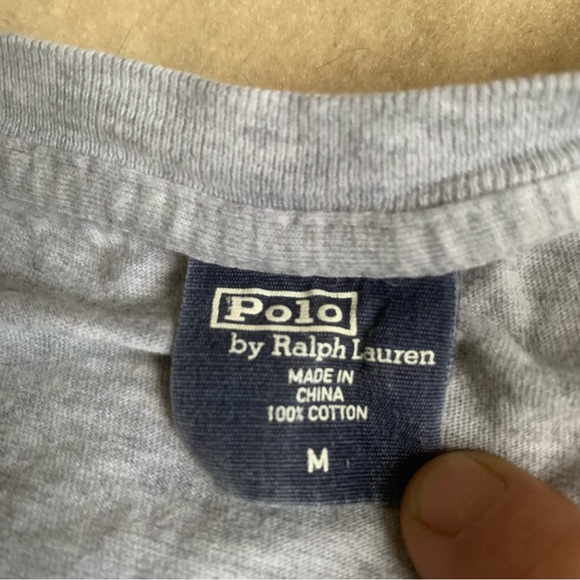 Polo
by Ralph Lauren
MADE IN
CHINA
100% COTTON
M